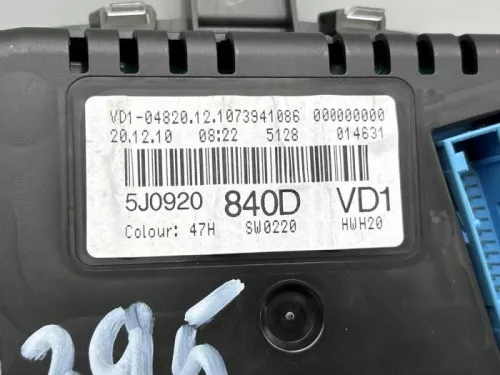 VD1-04820.12.1073941086 000000000
20.12.10 08:22 5128 014631
5J0920 840D VD1
Colour: 47H SW0220 HWH20
395